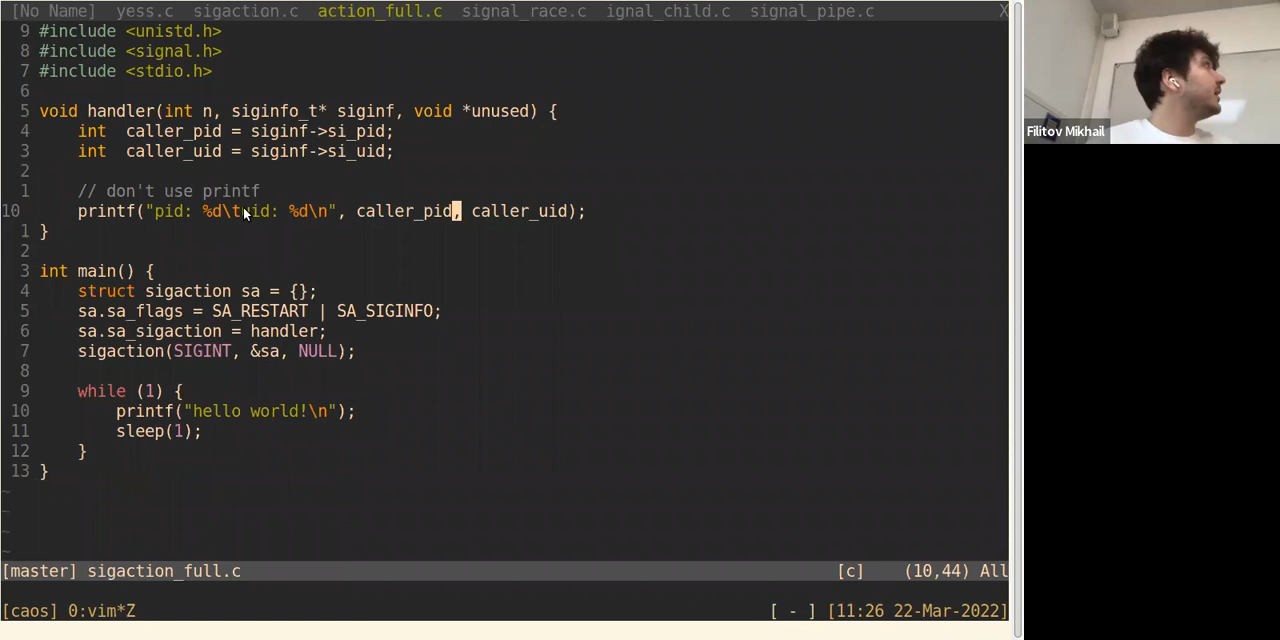 [No Name]  yess.c  sigaction.c  action_full.c  signal_race.c  ignal_child.c  signal_pipe.c  X
9 #include <unistd.h>
8 #include <signal.h>
7 #include <stdio.h>
6
5 void handler(int n, siginfo_t* siginf, void *unused) {
4     int  caller_pid = siginf->si_pid;
3     int  caller_uid = siginf->si_uid;
2
1     // don't use printf
10     printf("pid: %d\tuid: %d\n", caller_pid, caller_uid);
1 }
2
3 int main() {
4     struct sigaction sa = {};
5     sa.sa_flags = SA_RESTART | SA_SIGINFO;
6     sa.sa_sigaction = handler;
7     sigaction(SIGINT, &sa, NULL);
8
9     while (1) {
10         printf("hello world!\n");
11         sleep(1);
12     }
13 }
~
~
~
~
[master] sigaction_full.c  [c]  (10,44) All
[caos] 0:vim*Z  [ - ] [11:26 22-Mar-2022]
Filitov Mikhail